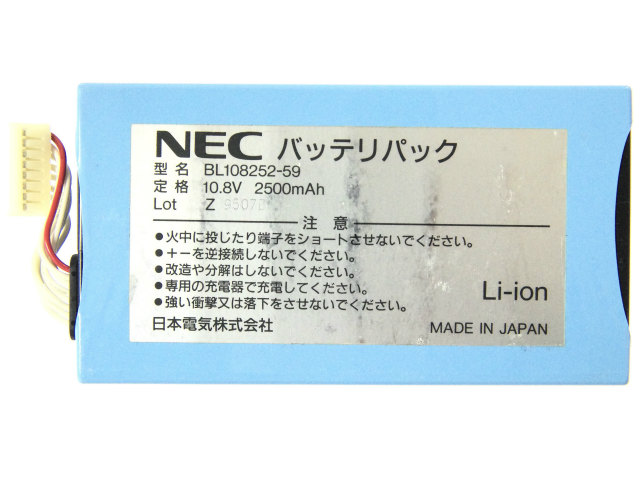 NEC バッテリパック
型 名 BL108252-59
定 格 10.8V 2500mAh
Lot Z
注 意
●火中に投じたり端子をショートさせないでください。
●+-を逆接続しないでください。
●改造や分解はしないでください。
●専用の充電器で充電してください。
●強い衝撃又は落下をさせないでください。
Li-ion
日本電気株式会社
MADE IN JAPAN